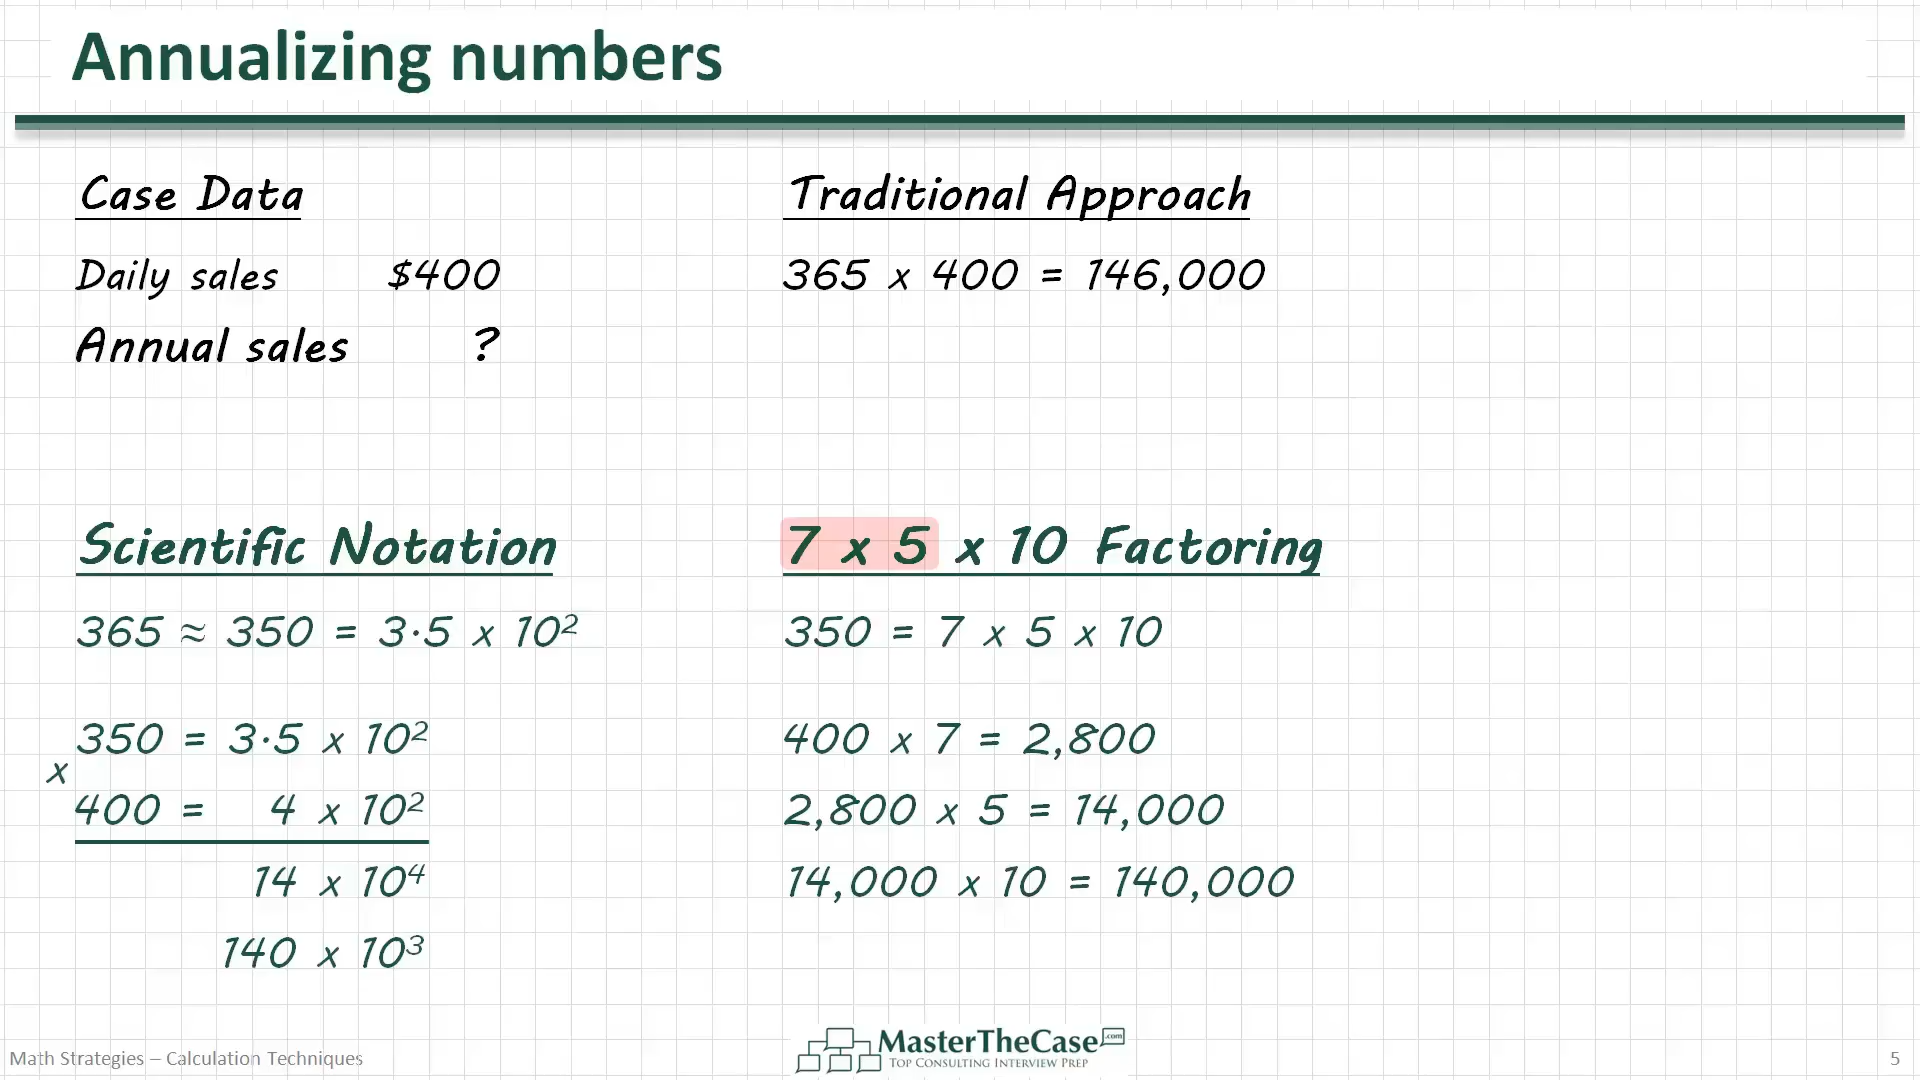 Annualizing numbers
Case Data
Daily sales $400
Annual sales ?
Traditional Approach
365 x 400 = 146,000
Scientific Notation
365 ≈ 350 = 3·5 x 10²
350 = 3·5 x 10²
x
400 = 4 x 10²
14 x 10⁴
140 x 10³
7 x 5 x 10 Factoring
350 = 7 x 5 x 10
400 x 7 = 2,800
2,800 x 5 = 14,000
14,000 x 10 = 140,000
Math Strategies – Calculation Techniques
MasterTheCase.com
TOP CONSULTING INTERVIEW PREP
5